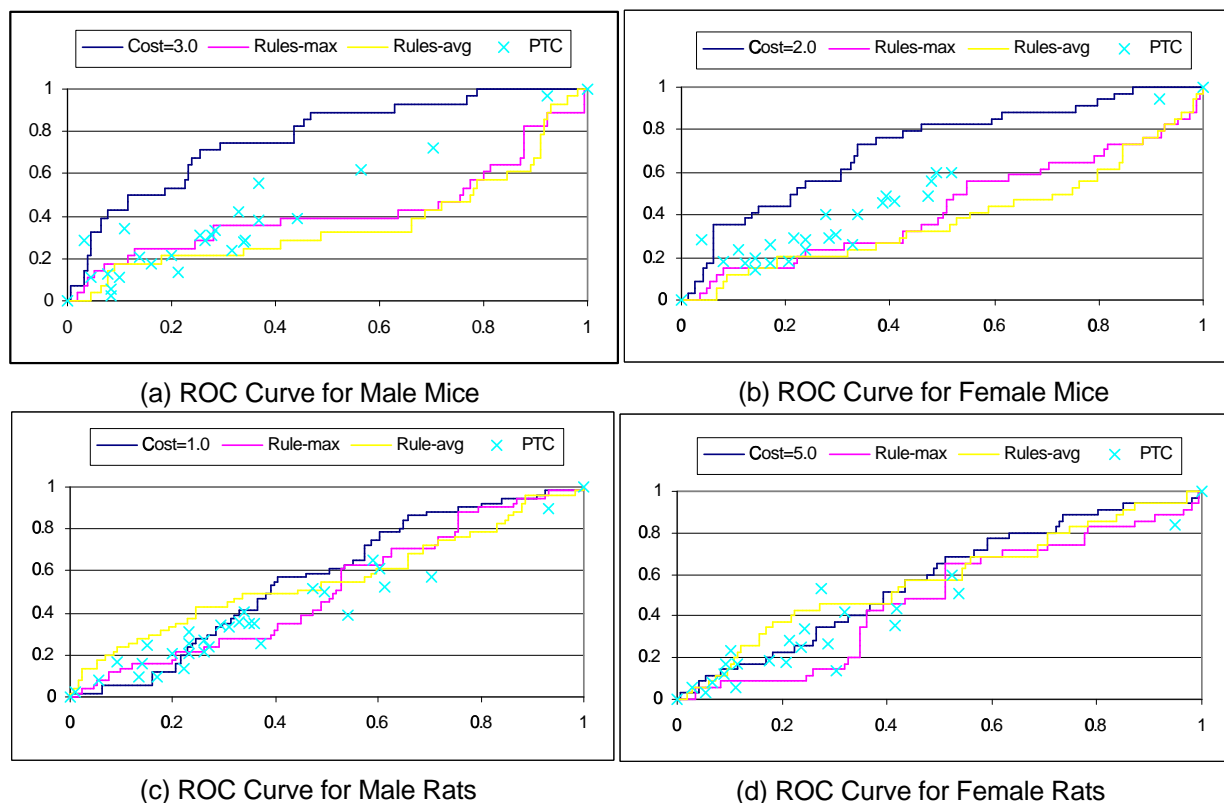 Cost=3.0 Rules-max Rules-avg PTC
1
0.8
0.6
0.4
0.2
0
0 0.2 0.4 0.6 0.8 1
(a) ROC Curve for Male Mice
Cost=2.0 Rules-max Rules-avg PTC
1
0.8
0.6
0.4
0.2
0
0 0.2 0.4 0.6 0.8 1
(b) ROC Curve for Female Mice
Cost=1.0 Rule-max Rule-avg PTC
1
0.8
0.6
0.4
0.2
0
0 0.2 0.4 0.6 0.8 1
(c) ROC Curve for Male Rats
Cost=5.0 Rule-max Rules-avg PTC
1
0.8
0.6
0.4
0.2
0
0 0.2 0.4 0.6 0.8 1
(d) ROC Curve for Female Rats